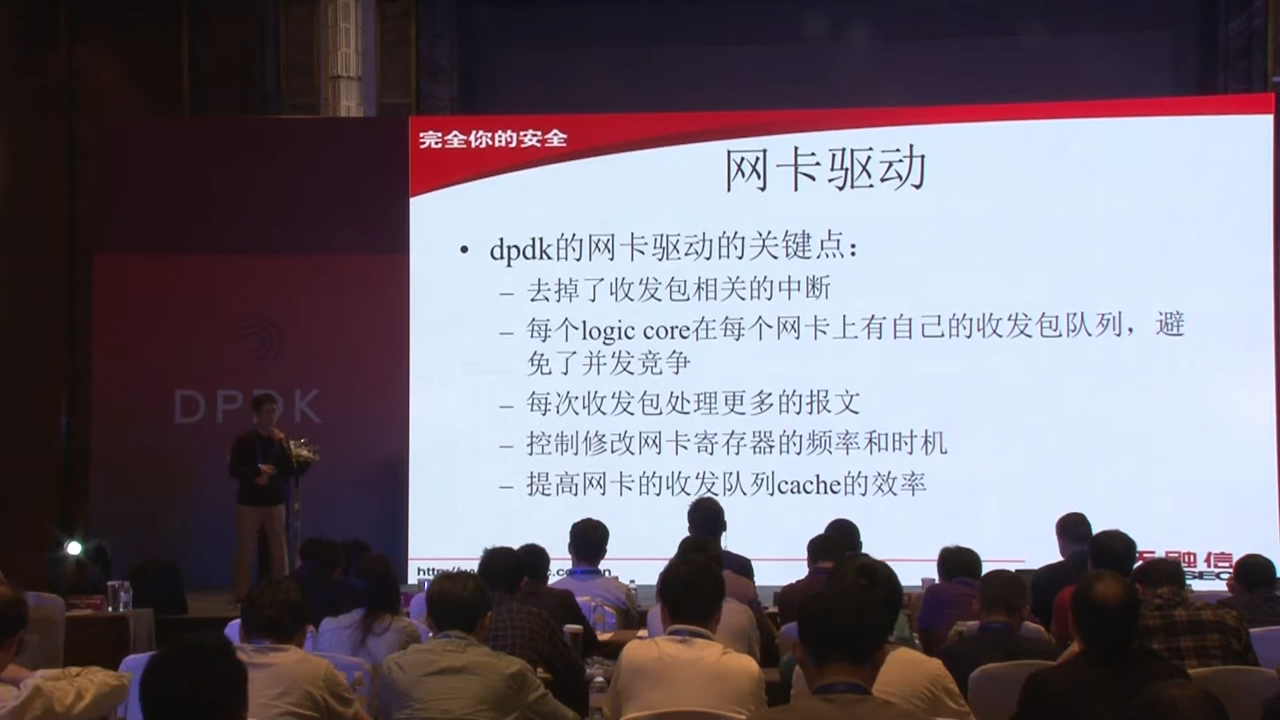 完全你的安全
网卡驱动
• dpdk的网卡驱动的关键点：
– 去掉了收发包相关的中断
– 每个logic core在每个网卡上有自己的收发包队列，避
免了并发竞争
– 每次收发包处理更多的报文
– 控制修改网卡寄存器的频率和时机
– 提高网卡的收发队列cache的效率
DPDK
天融信